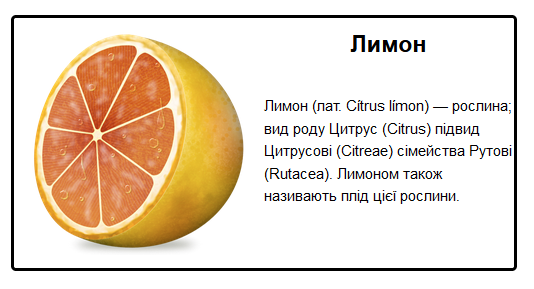 Лимон
Лимон (лат. Cítrus límon) — рослина;
вид роду Цитрус (Citrus) підвид
Цитрусові (Citreae) сімейства Рутові
(Rutacea). Лимоном також
називають плід цієї рослини.